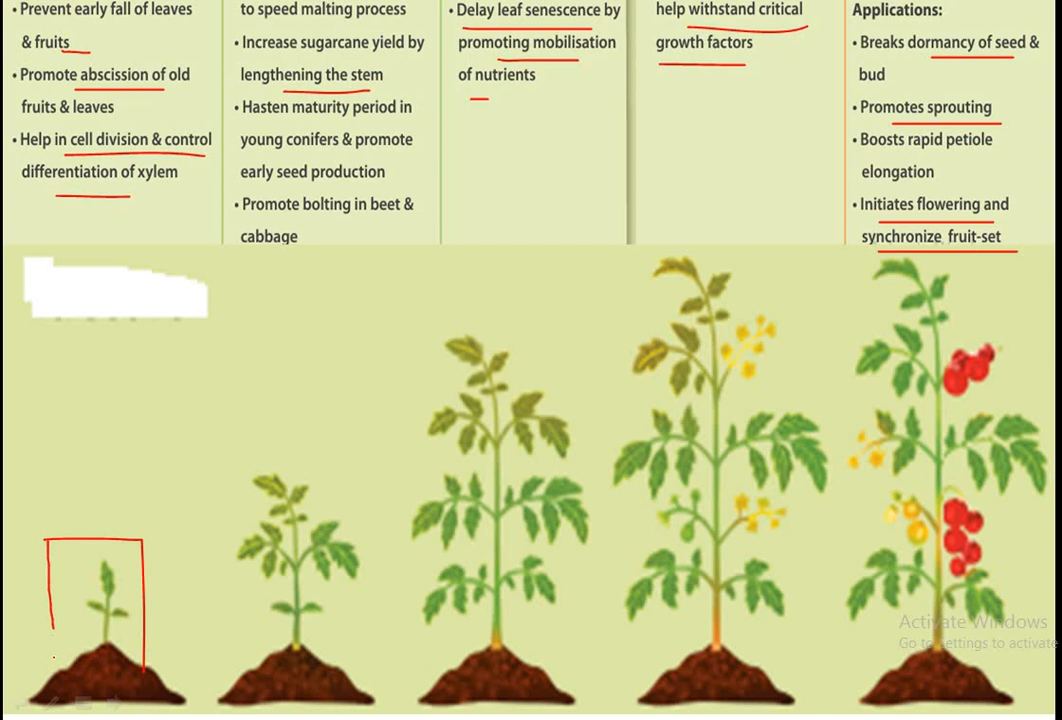 • Prevent early fall of leaves
& fruits
• Promote abscission of old
fruits & leaves
• Help in cell division & control
differentiation of xylem
to speed malting process
• Increase sugarcane yield by
lengthening the stem
• Hasten maturity period in
young conifers & promote
early seed production
• Promote bolting in beet &
cabbage
• Delay leaf senescence by
promoting mobilisation
of nutrients
help withstand critical
growth factors
Applications:
• Breaks dormancy of seed &
bud
• Promotes sprouting
• Boosts rapid petiole
elongation
• Initiates flowering and
synchronize fruit-set
Activate Windows
Go to Settings to activate